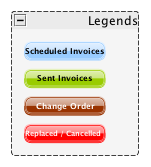 Legends
Scheduled Invoices
Sent Invoices
Change Order
Replaced / Cancelled